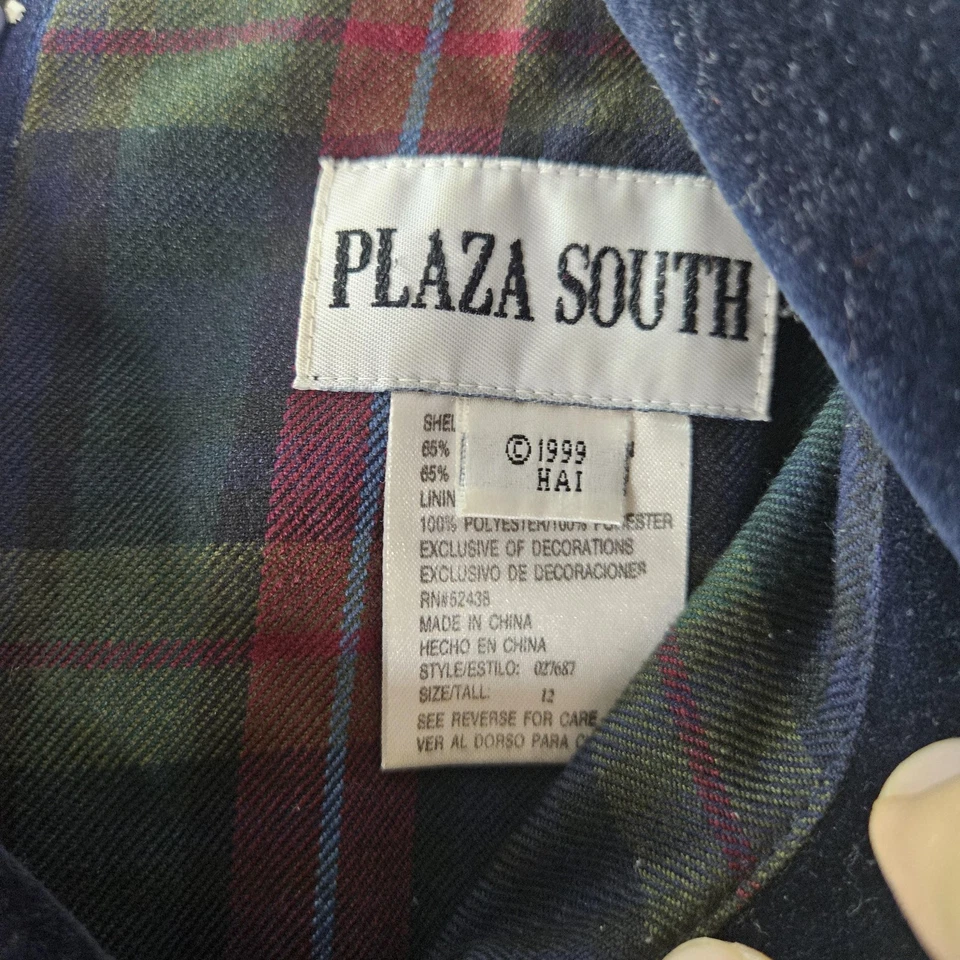 PLAZA SOUTH
© 1999
HAI
SHEL
65%
65%
LININ
100% POLYESTER/100%
EXCLUSIVE OF DECORATIONS
EXCLUSIVO DE DECORACIONES
RN#52438
MADE IN CHINA
HECHO EN CHINA
STYLE/ESTILO: 027687
SIZE/TALL: 12
SEE REVERSE FOR CARE
VER AL DORSO PARA